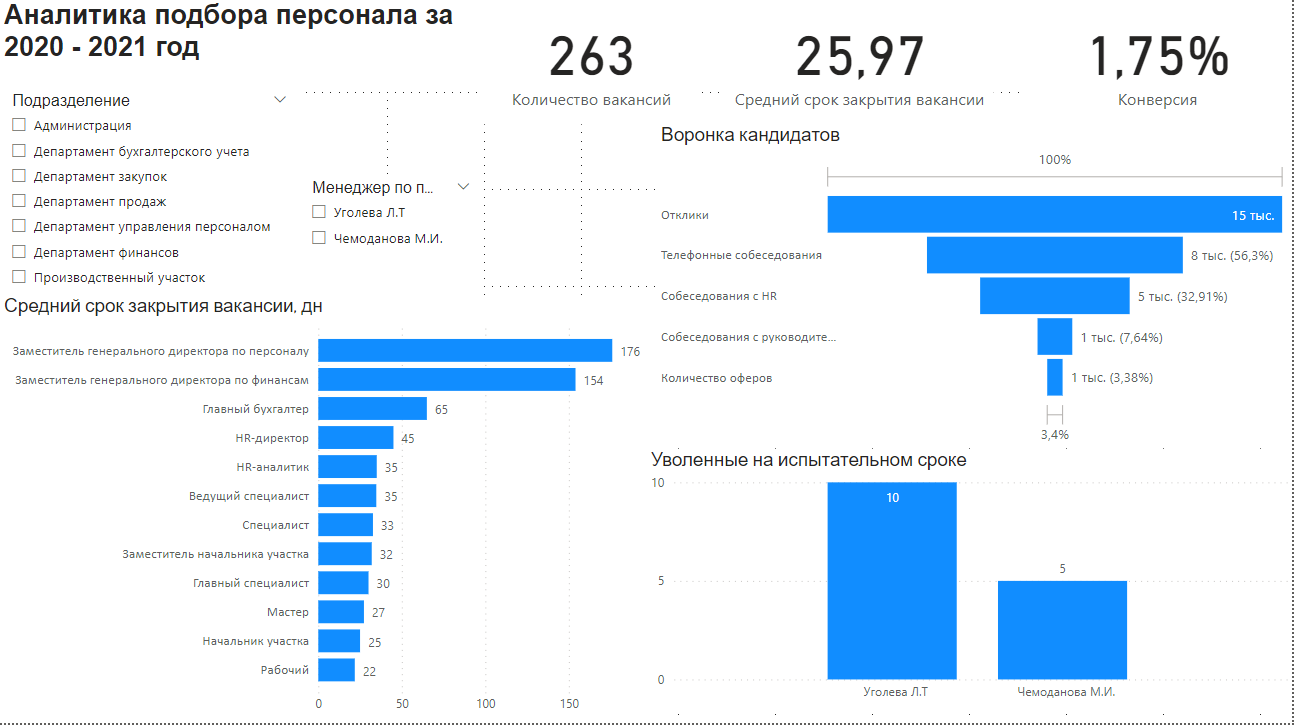 Аналитика подбора персонала за
2020 - 2021 год
263
Количество вакансий
25,97
Средний срок закрытия вакансии
1,75%
Конверсия
Подразделение
Администрация
Департамент бухгалтерского учета
Департамент закупок
Департамент продаж
Департамент управления персоналом
Департамент финансов
Производственный участок
Менеджер по п...
Уголева Л.Т
Чемоданова М.И.
Воронка кандидатов
100%
Отклики 15 тыс.
Телефонные собеседования 8 тыс. (56,3%)
Собеседования с HR 5 тыс. (32,91%)
Собеседования с руководите... 1 тыс. (7,64%)
Количество оферов 1 тыс. (3,38%)
3,4%
Средний срок закрытия вакансии, дн
Заместитель генерального директора по персоналу 176
Заместитель генерального директора по финансам 154
Главный бухгалтер 65
HR-директор 45
HR-аналитик 35
Ведущий специалист 35
Специалист 33
Заместитель начальника участка 32
Главный специалист 30
Мастер 27
Начальник участка 25
Рабочий 22
0 50 100 150
Уволенные на испытательном сроке
10
10
5
5
0
Уголева Л.Т Чемоданова М.И.